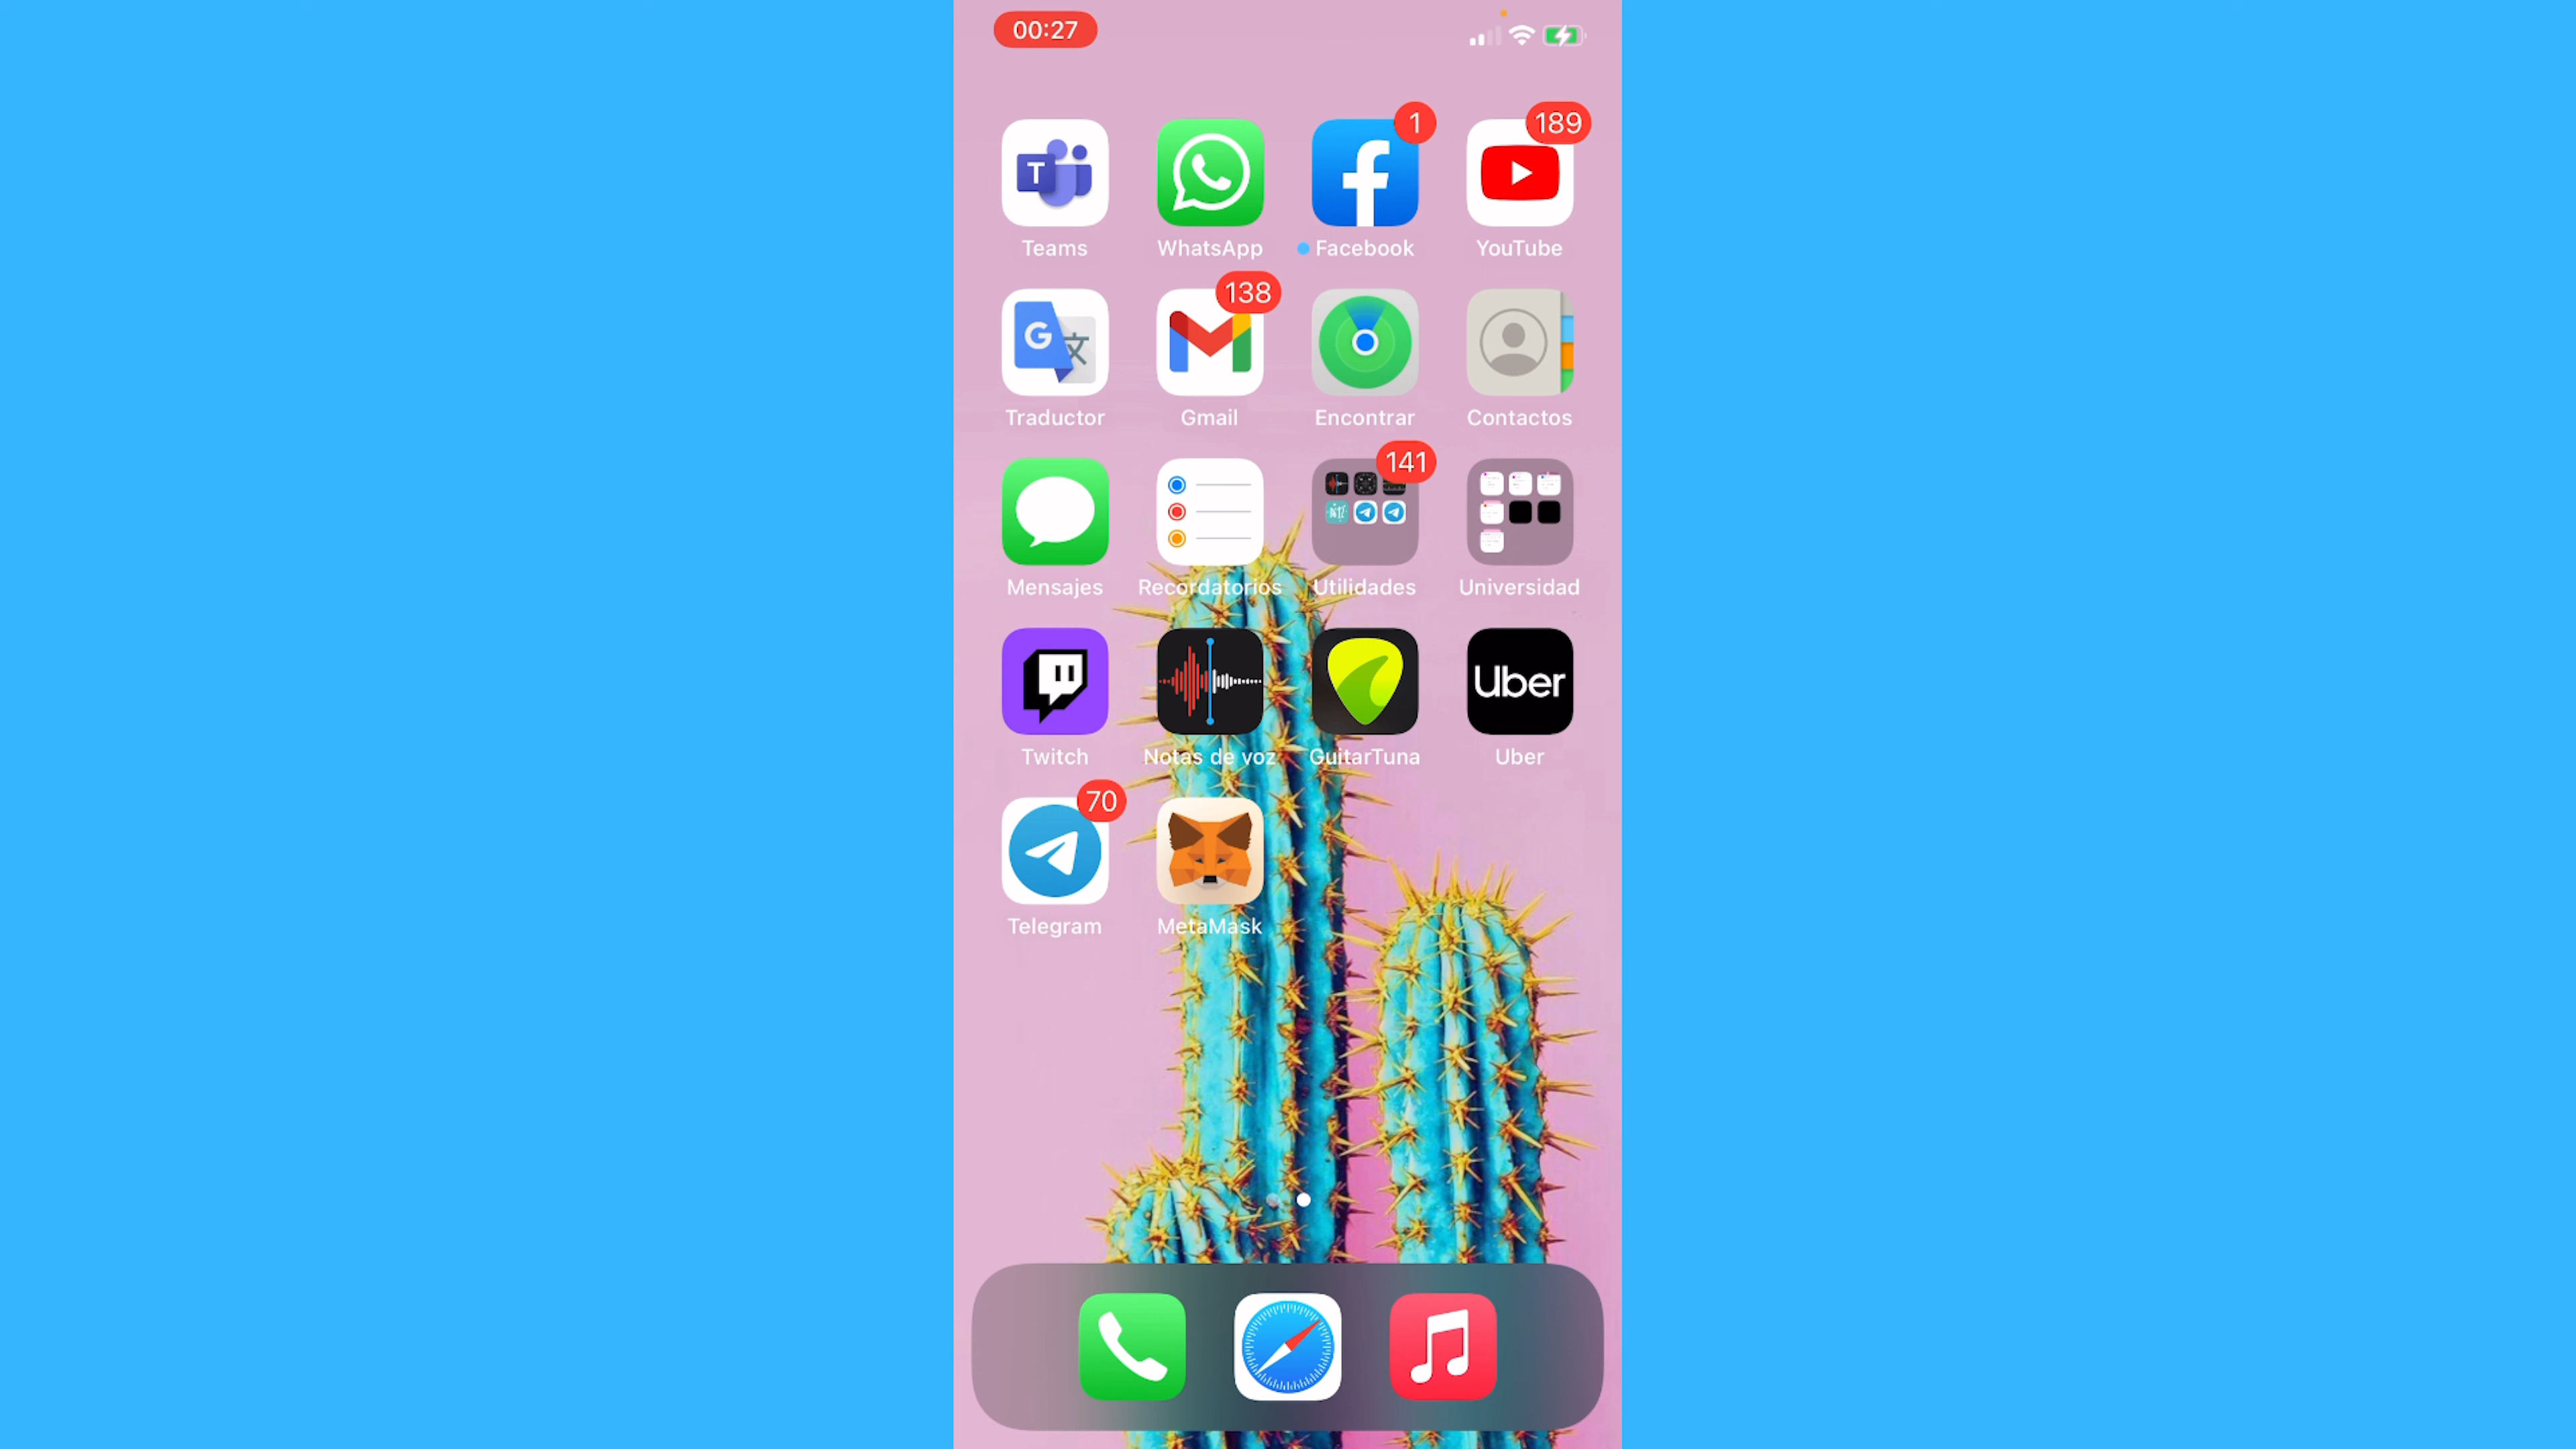 00:27
1
189
T
Teams
WhatsApp
Facebook
YouTube
138
G
文
Traductor
Gmail
Encontrar
Contactos
141
Mensajes
Recordatorios
Utilidades
Universidad
Uber
Twitch
Notas de voz
GuitarTuna
Uber
70
Telegram
MetaMask